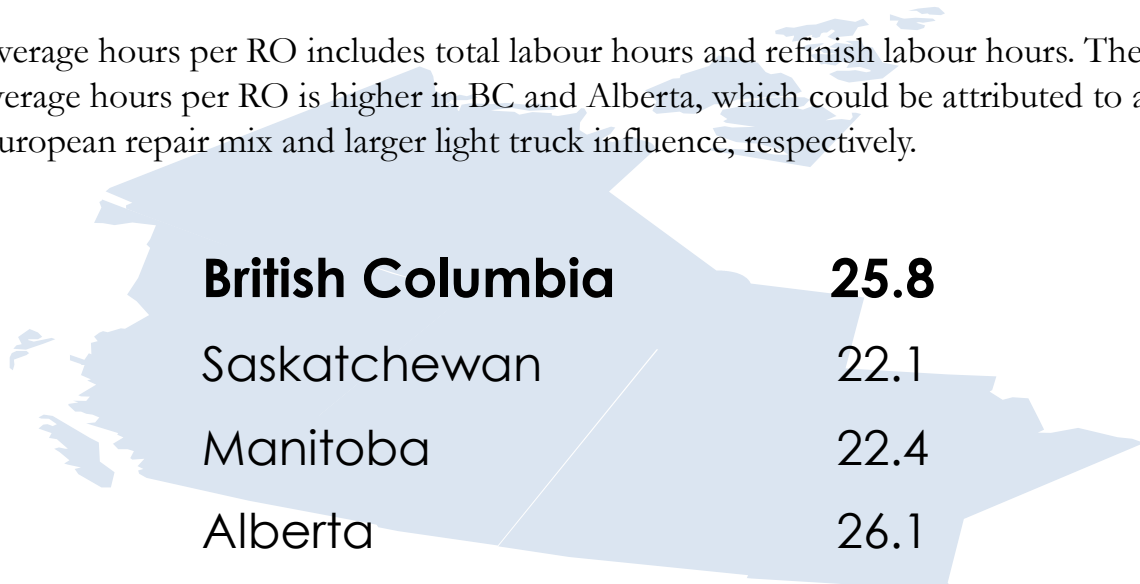 verage hours per RO includes total labour hours and refinish labour hours. The
verage hours per RO is higher in BC and Alberta, which could be attributed to a
uropean repair mix and larger light truck influence, respectively.
British Columbia 25.8
Saskatchewan 22.1
Manitoba 22.4
Alberta 26.1